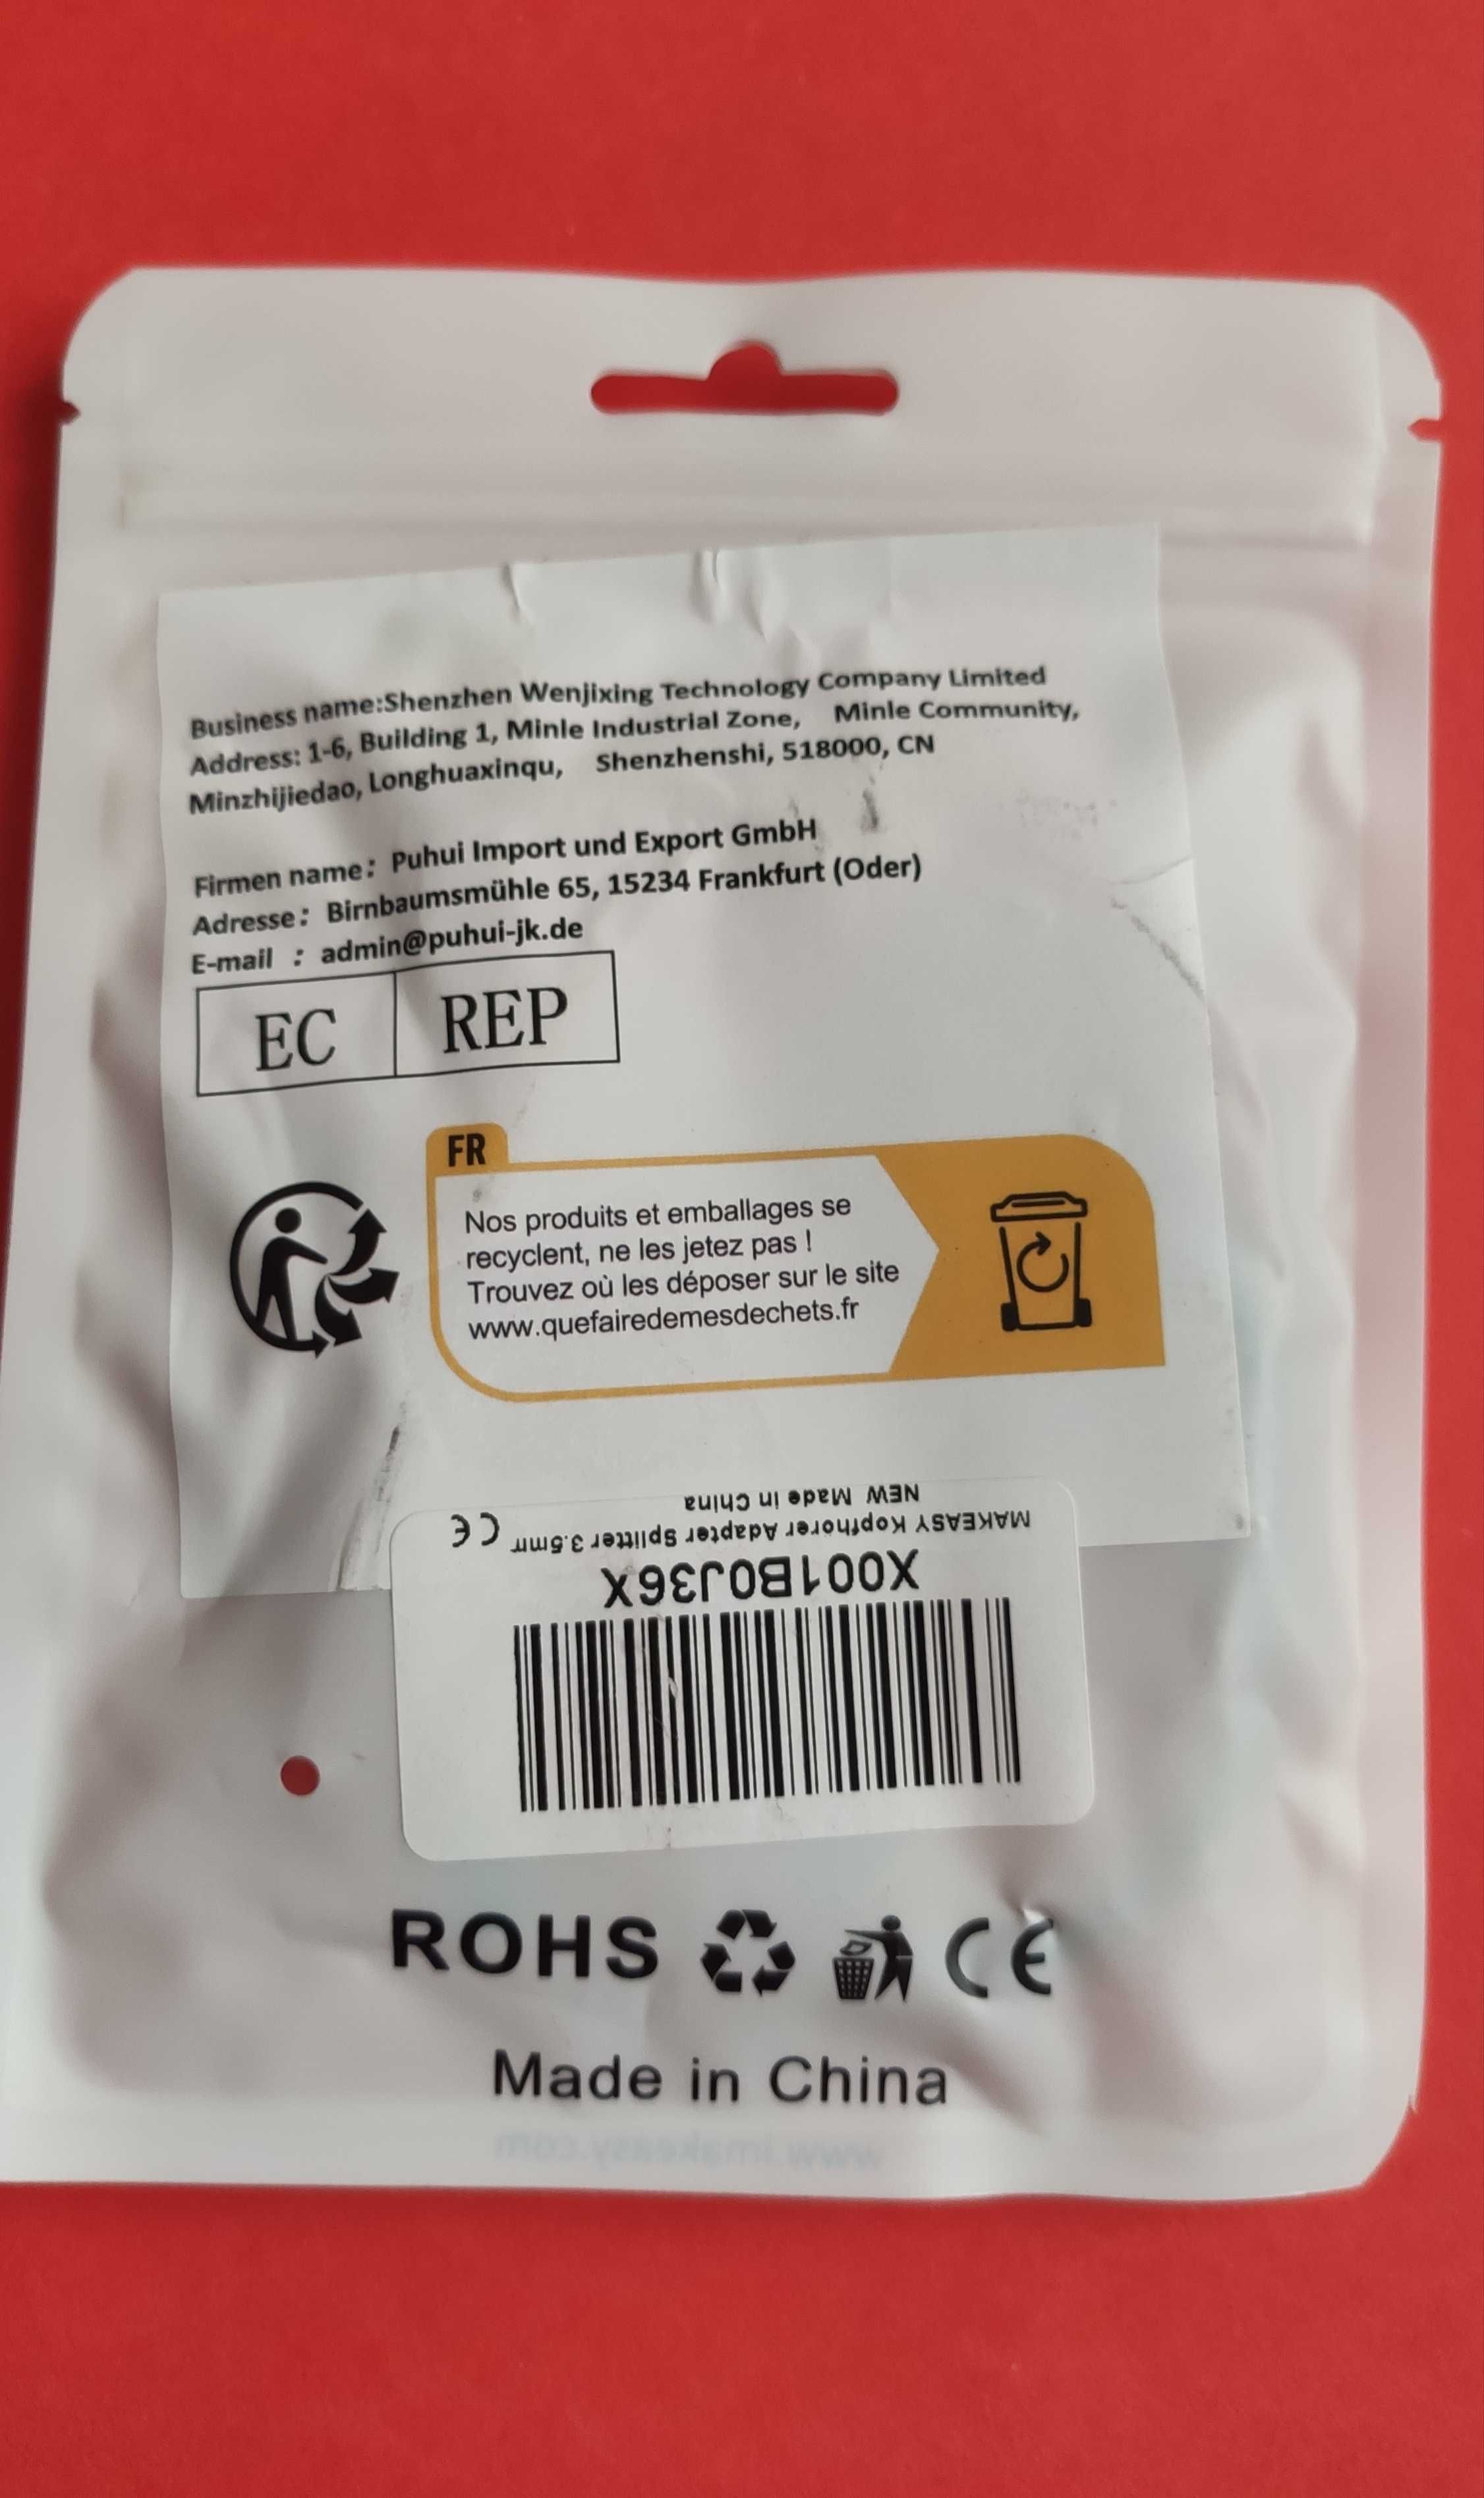 Business name:Shenzhen Wenjixing Technology Company Limited
Address: 1-6, Building 1, Minle Industrial Zone, Minle Community,
Minzhijiedao, Longhuaxinqu, Shenzhenshi, 518000, CN
Firmen name: Puhui Import und Export GmbH
Adresse: Birnbaumsmühle 65, 15234 Frankfurt (Oder)
E-mail : admin@puhui-jk.de
EC REP
FR
Nos produits et emballages se
recyclent, ne les jetez pas !
Trouvez où les déposer sur le site
www.quefairedemesdechets.fr
X001B0J36X
MAKEASY Kopfhorer Adapter Splitter 3.5mm
NEW Made in China
CE
ROHS CE
Made in China
www.imakeasy.com